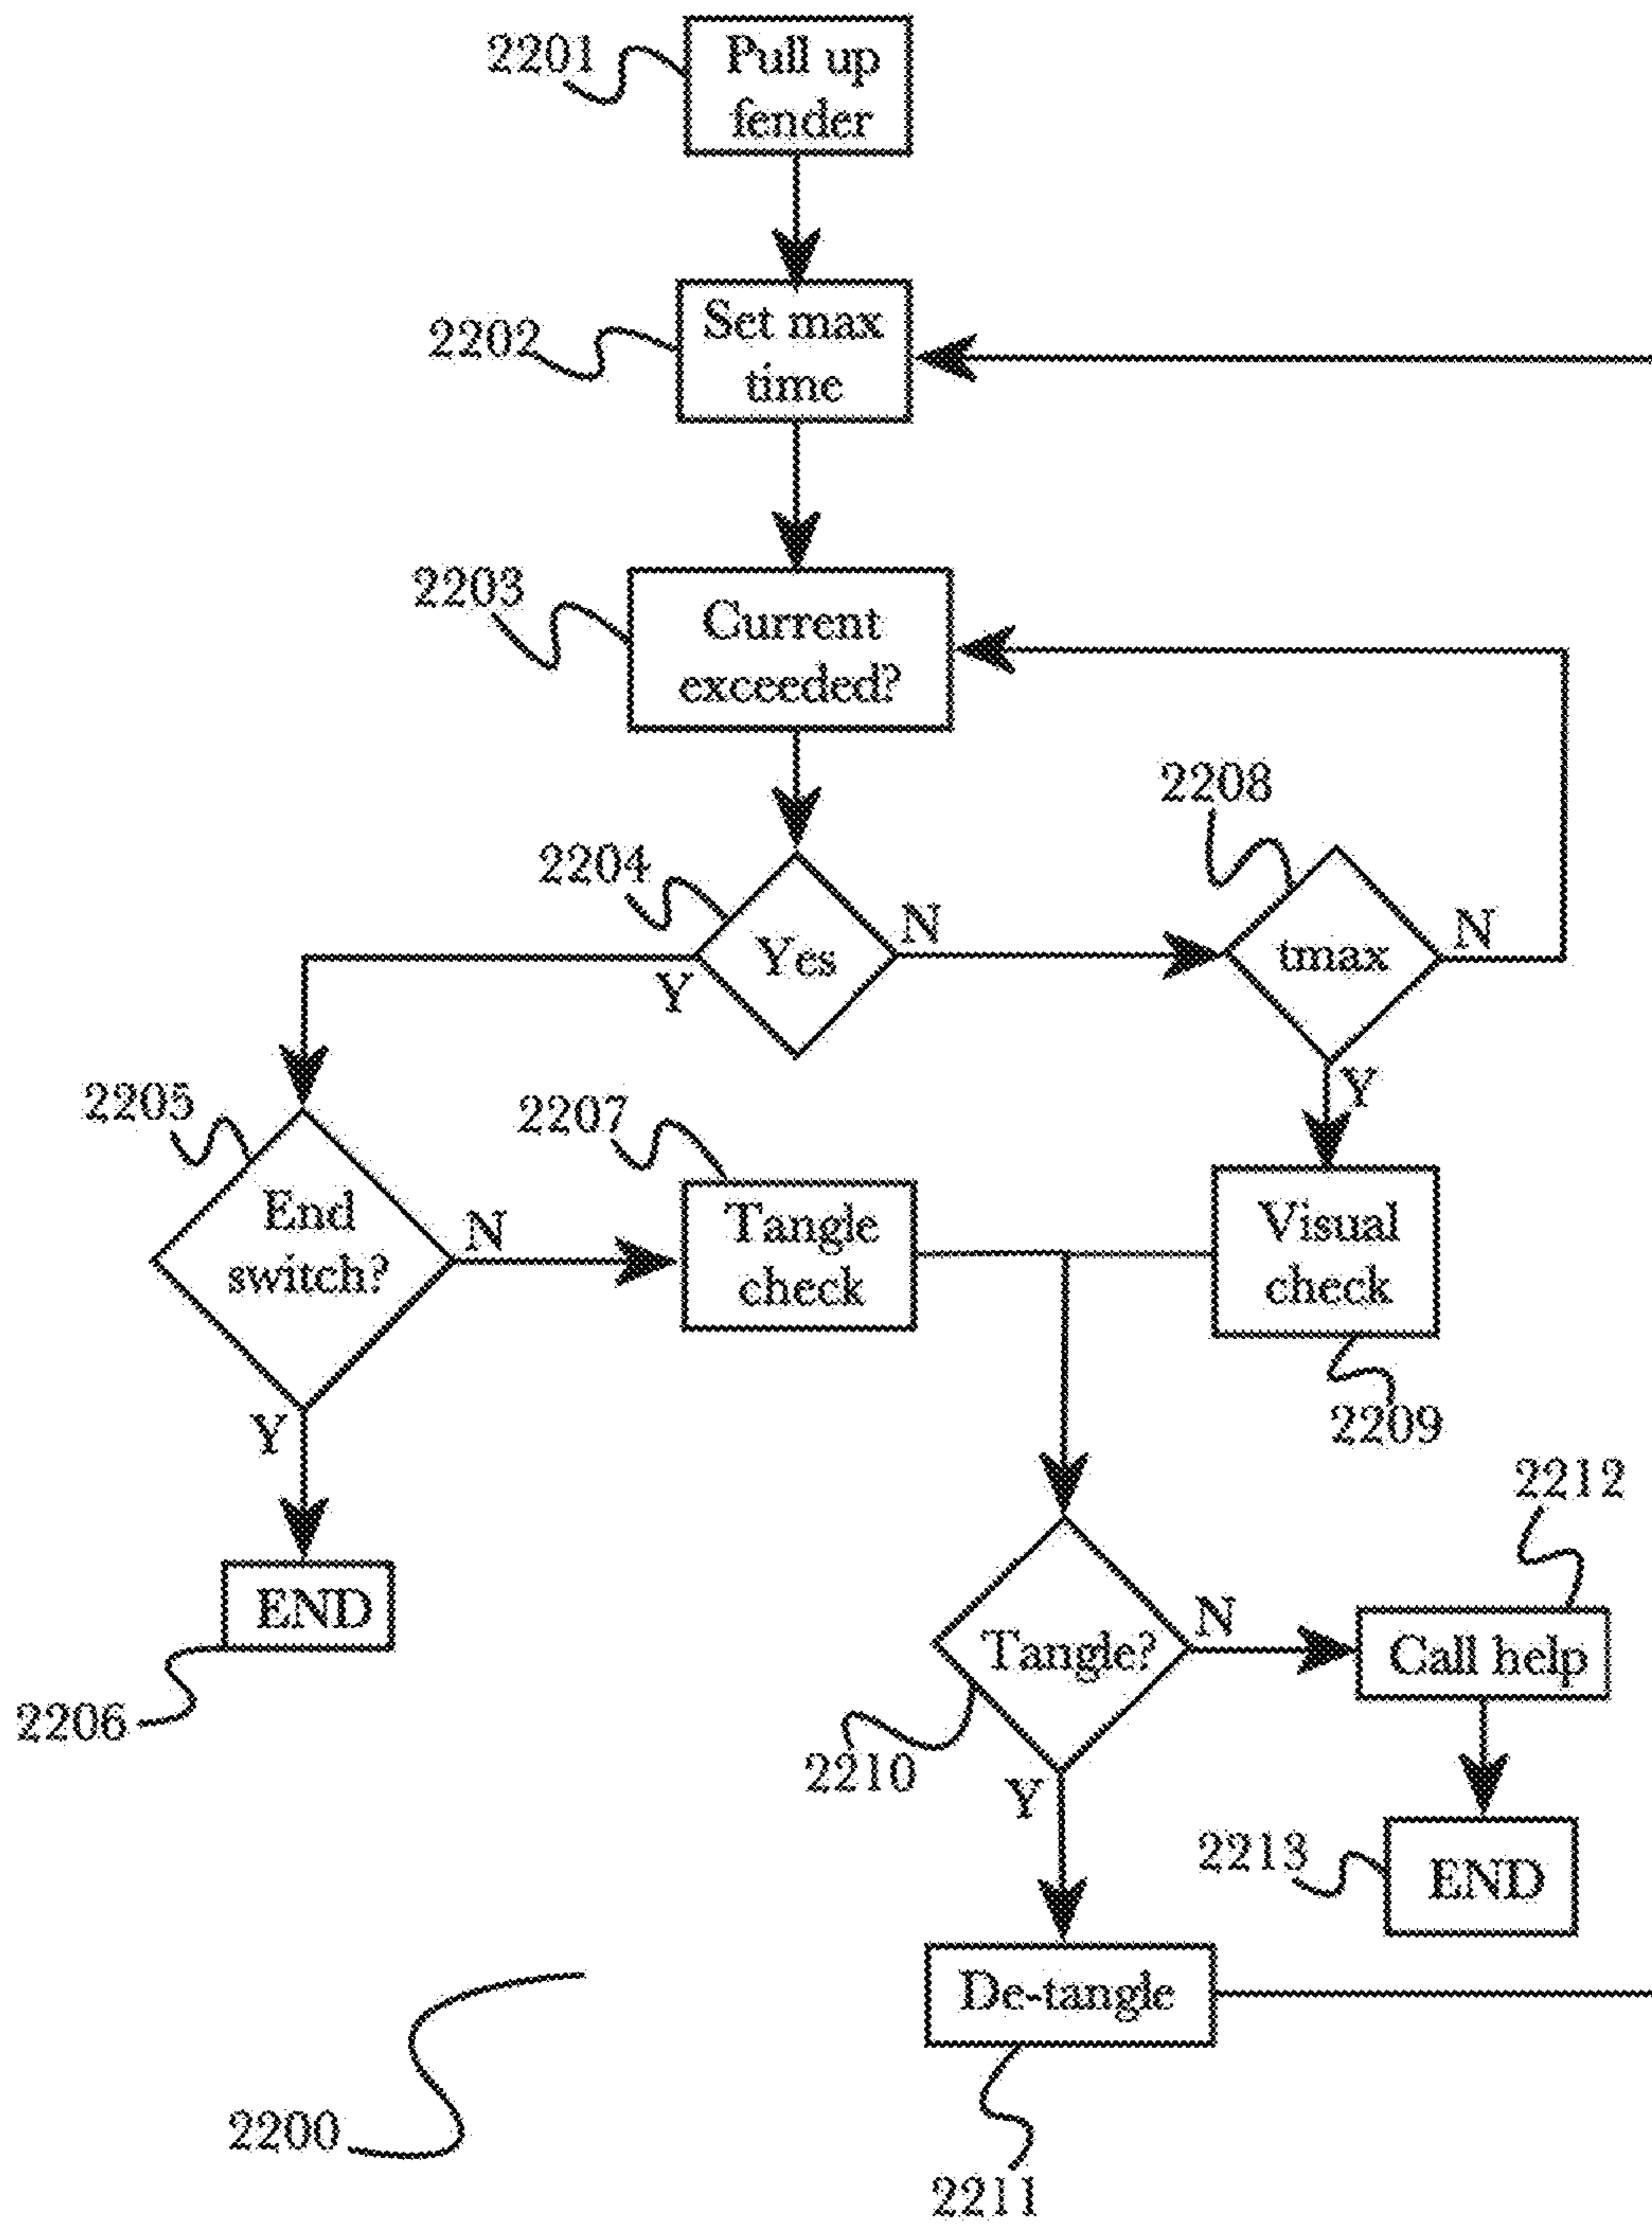 2201
Pull up
fender
2202
Set max
time
2203
Current
exceeded?
2204
Yes
Y
N
2208
tmax
N
Y
2205
End
switch?
N
Y
2207
Tangle
check
Visual
check
2209
END
2206
Tangle?
N
Y
2210
2212
Call help
2213
END
De-tangle
2211
2200